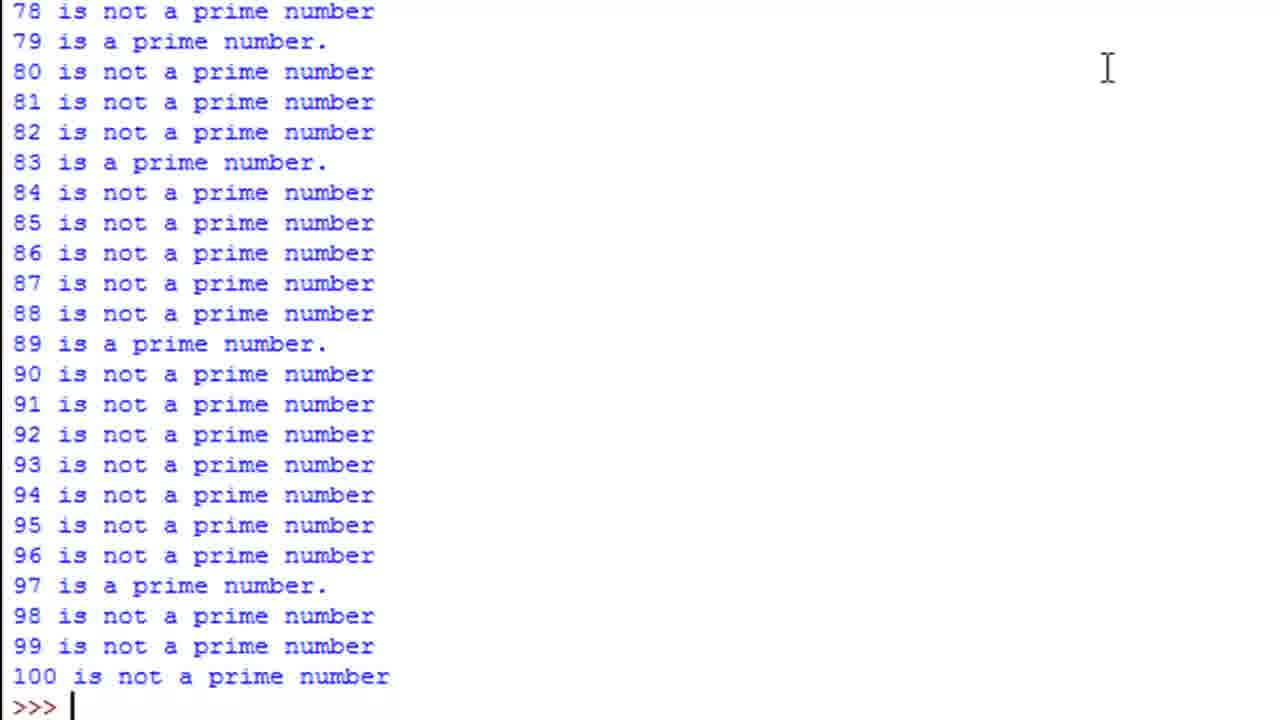 78 is not a prime number
79 is a prime number.
80 is not a prime number
81 is not a prime number
82 is not a prime number
83 is a prime number.
84 is not a prime number
85 is not a prime number
86 is not a prime number
87 is not a prime number
88 is not a prime number
89 is a prime number.
90 is not a prime number
91 is not a prime number
92 is not a prime number
93 is not a prime number
94 is not a prime number
95 is not a prime number
96 is not a prime number
97 is a prime number.
98 is not a prime number
99 is not a prime number
100 is not a prime number
>>>